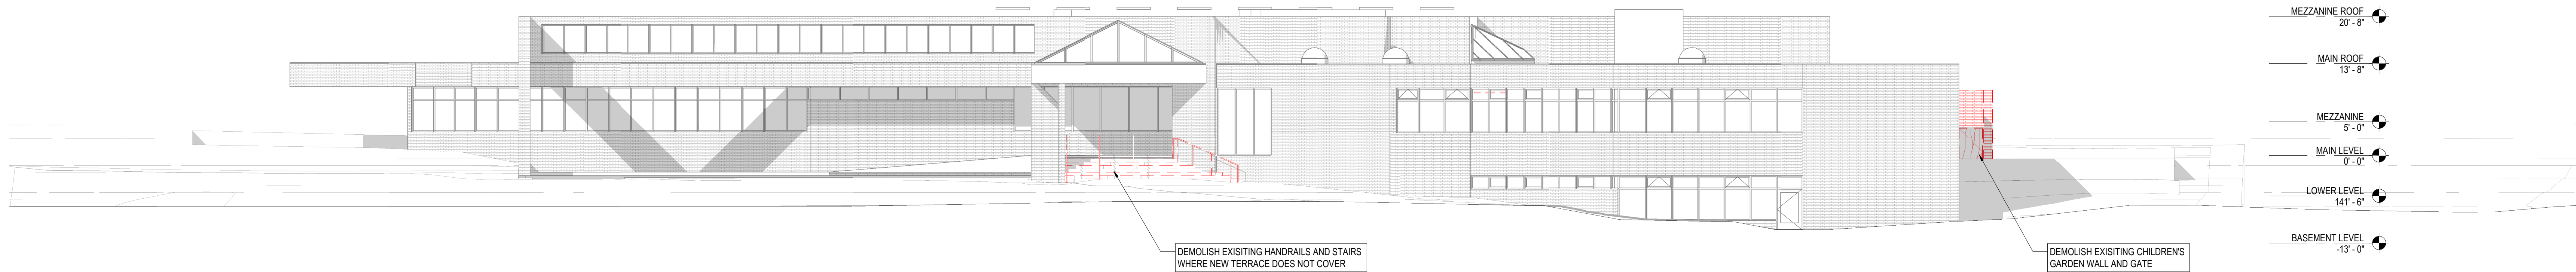 MEZZANINE ROOF
20' - 8"
MAIN ROOF
13' - 8"
MEZZANINE
5' - 0"
MAIN LEVEL
0' - 0"
LOWER LEVEL
141' - 6"
BASEMENT LEVEL
-13' - 0"
DEMOLISH EXISITING HANDRAILS AND STAIRS
WHERE NEW TERRACE DOES NOT COVER
DEMOLISH EXISITING CHILDREN'S
GARDEN WALL AND GATE